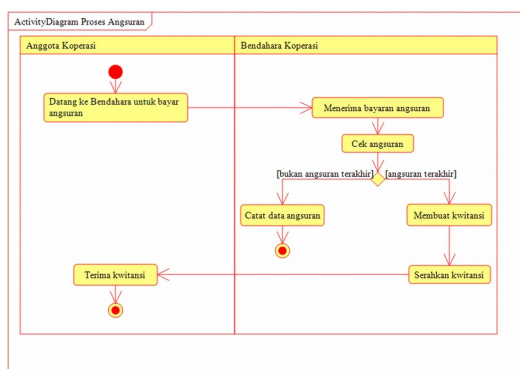 ActivityDiagram Proses Angsuran
Anggota Koperasi
Bendahara Koperasi
Datang ke Bendahara untuk bayar
angsuran
Menerima bayaran angsuran
Cek angsuran
[bukan angsuran terakhir]
[angsuran terakhir]
Catat data angsuran
Membuat kwitansi
Terima kwitansi
Serahkan kwitansi